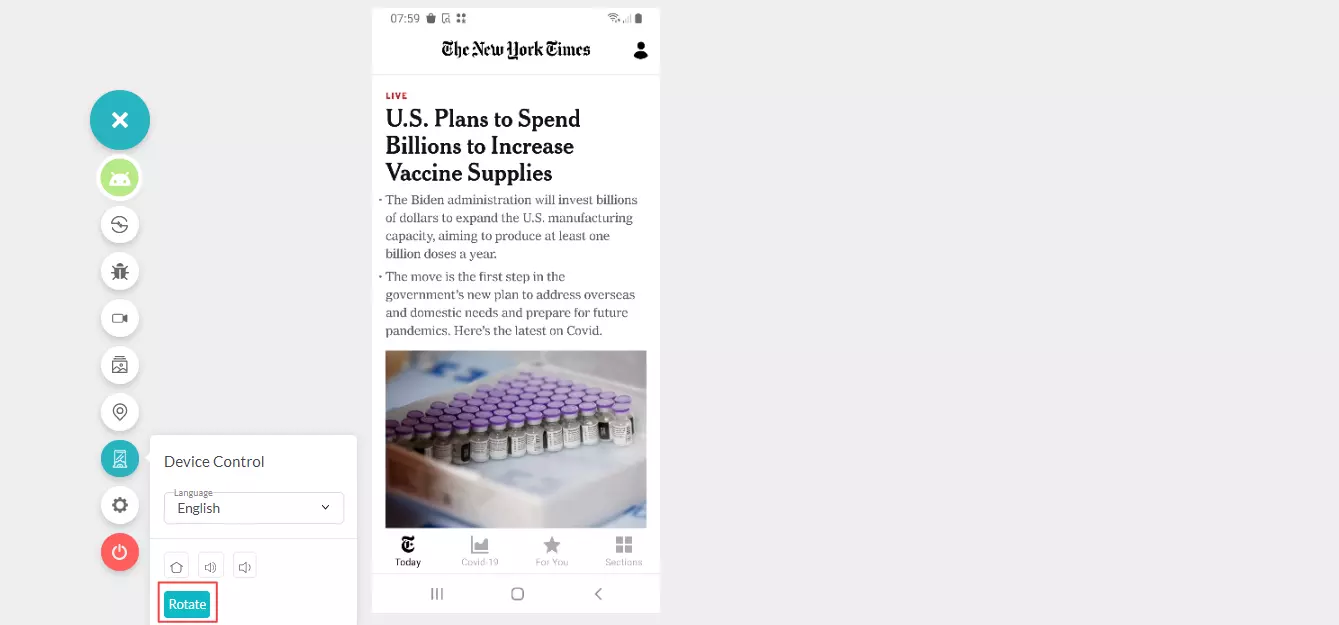 07:59
The New York Times
LIVE
U.S. Plans to Spend
Billions to Increase
Vaccine Supplies
· The Biden administration will invest billions
of dollars to expand the U.S. manufacturing
capacity, aiming to produce at least one
billion doses a year.
· The move is the first step in the
government's new plan to address overseas
and domestic needs and prepare for future
pandemics. Here's the latest on Covid.
Today
Covid-19
For You
Sections
Device Control
Language
English
Rotate